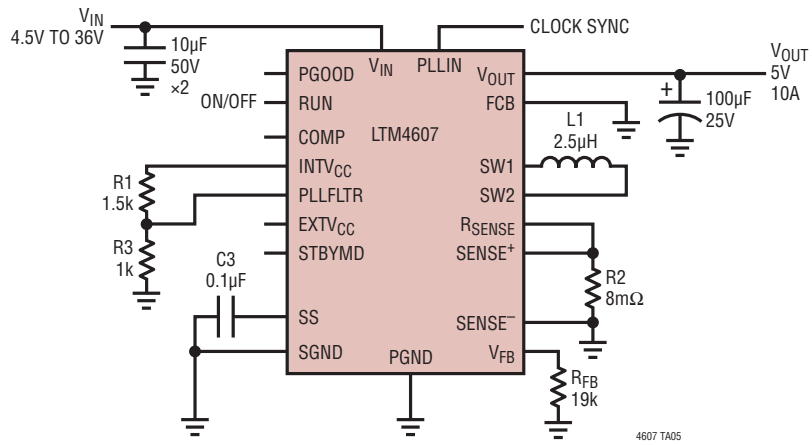 V_IN
4.5V TO 36V
10µF
50V
×2
CLOCK SYNC
V_OUT
5V
10A
100µF
25V
+
ON/OFF
PGOOD
RUN
COMP
INTV_CC
PLLFLTR
EXTV_CC
STBYMD
SS
SGND
V_IN
PLLIN
LTM4607
PGND
V_OUT
FCB
SW1
SW2
R_SENSE
SENSE⁺
SENSE⁻
V_FB
L1
2.5µH
R1
1.5k
R3
1k
C3
0.1µF
R2
8mΩ
R_FB
19k
4607 TA05